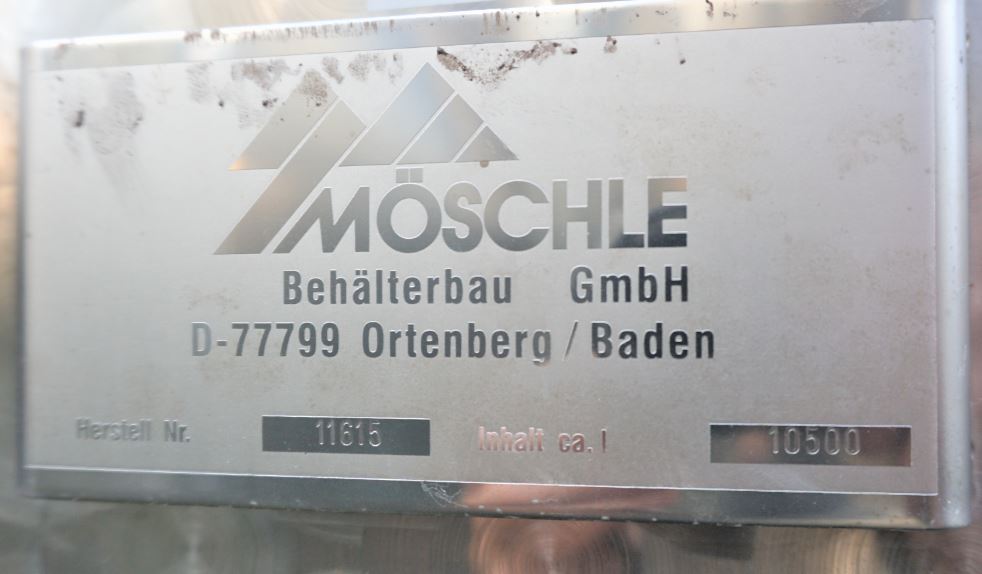 MÖSCHLE
Behälterbau GmbH
D-77799 Ortenberg / Baden
Herstell Nr. 11615 Inhalt ca. l 10500